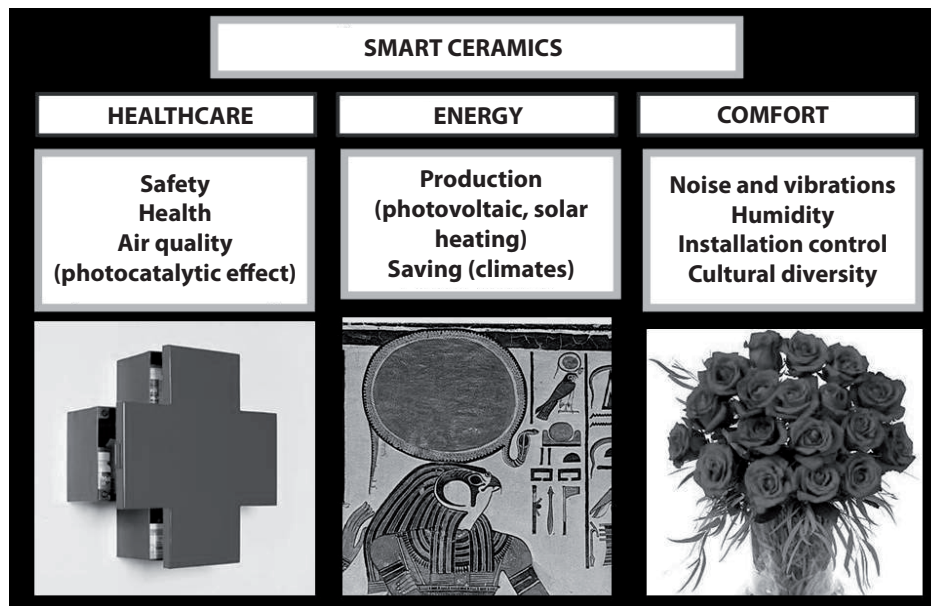 SMART CERAMICS
HEALTHCARE
Safety
Health
Air quality
(photocatalytic effect)
ENERGY
Production
(photovoltaic, solar
heating)
Saving (climates)
COMFORT
Noise and vibrations
Humidity
Installation control
Cultural diversity